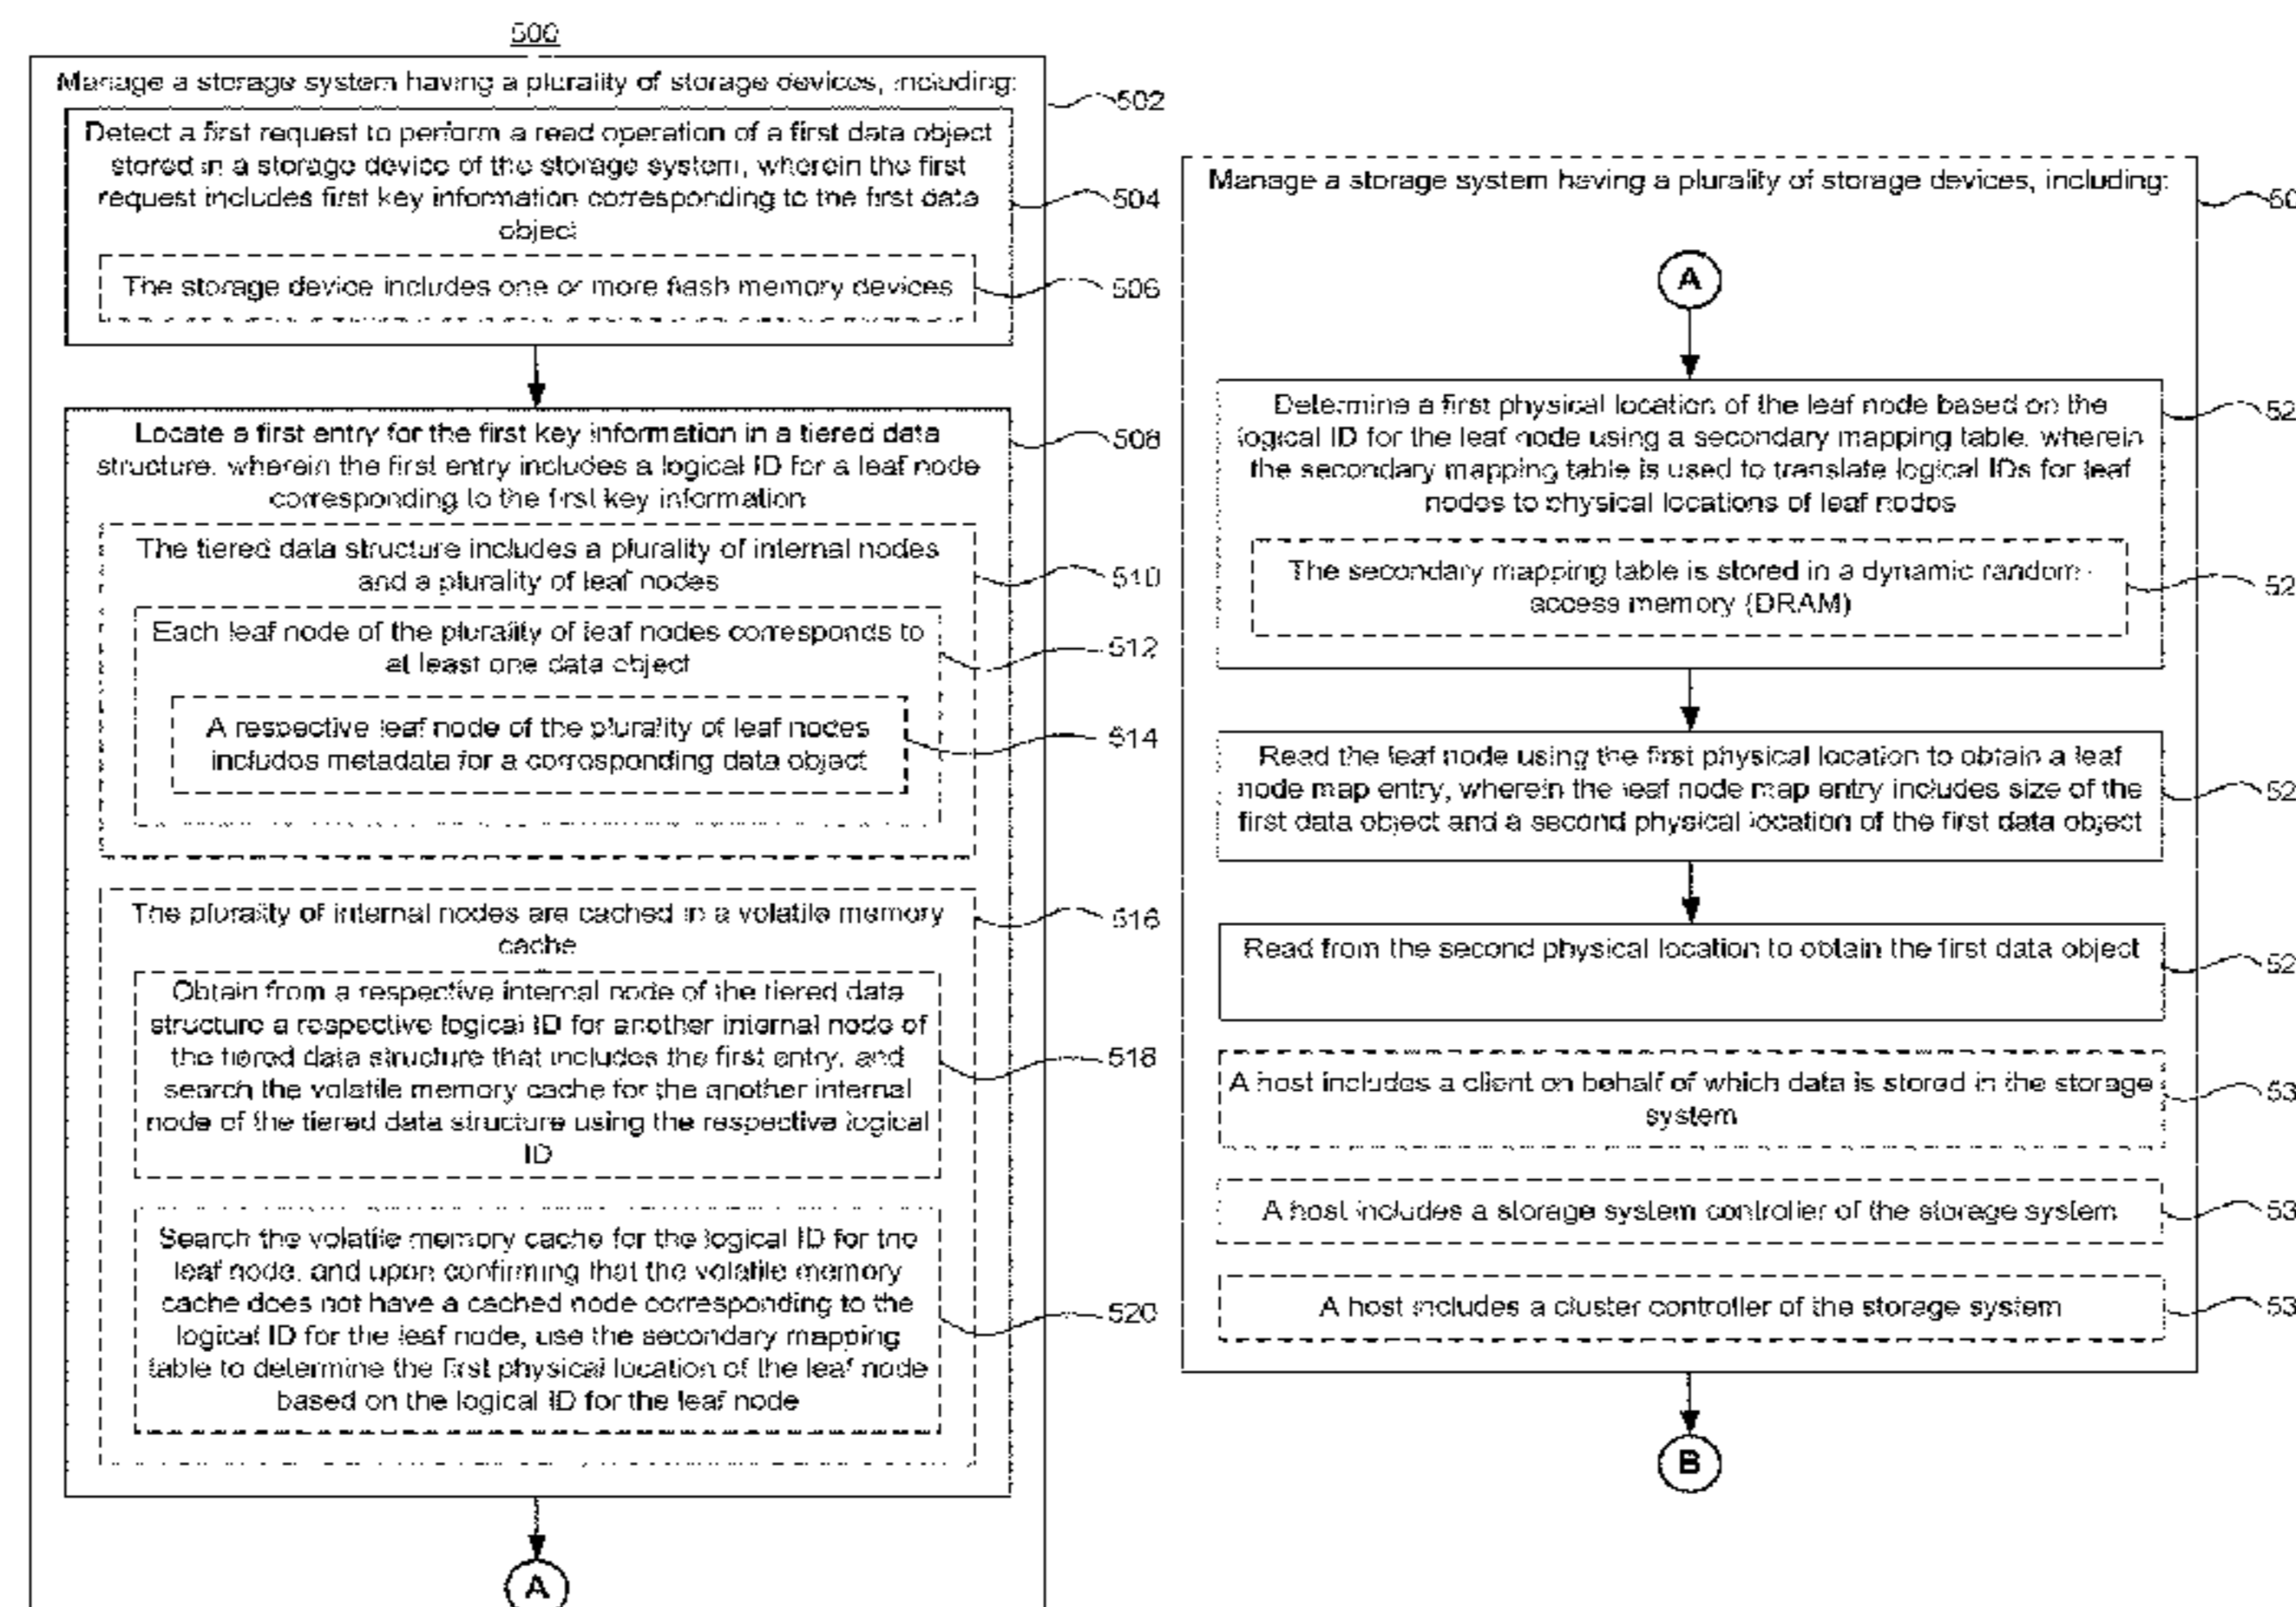 500
Manage a storage system having a plurality of storage devices, including:
502
Detect a first request to perform a read operation of a first data object
stored in a storage device of the storage system, wherein the first
request includes first key information corresponding to the first data
object
504
The storage device includes one or more flash memory devices
506
Locate a first entry for the first key information in a tiered data
structure, wherein the first entry includes a logical ID for a leaf node
corresponding to the first key information
508
The tiered data structure includes a plurality of internal nodes
and a plurality of leaf nodes
510
Each leaf node of the plurality of leaf nodes corresponds to
at least one data object
512
A respective leaf node of the plurality of leaf nodes
includes metadata for a corresponding data object
514
The plurality of internal nodes are cached in a volatile memory
cache
516
Obtain from a respective internal node of the tiered data
structure a respective logical ID for another internal node of
the tiered data structure that includes the first entry, and
search the volatile memory cache for the another internal
node of the tiered data structure using the respective logical
ID
518
Search the volatile memory cache for the logical ID for the
leaf node, and upon confirming that the volatile memory
cache does not have a cached node corresponding to the
logical ID for the leaf node, use the secondary mapping
table to determine the first physical location of the leaf node
based on the logical ID for the leaf node
520
A
Manage a storage system having a plurality of storage devices, including:
50
A
Determine a first physical location of the leaf node based on the
logical ID for the leaf node using a secondary mapping table, wherein
the secondary mapping table is used to translate logical IDs for leaf
nodes to physical locations of leaf nodes
52
The secondary mapping table is stored in a dynamic random-
access memory (DRAM)
52
Read the leaf node using the first physical location to obtain a leaf
node map entry, wherein the leaf node map entry includes size of the
first data object and a second physical location of the first data object
52
Read from the second physical location to obtain the first data object
52
A host includes a client on behalf of which data is stored in the storage
system
53
A host includes a storage system controller of the storage system
53
A host includes a cluster controller of the storage system
53
B